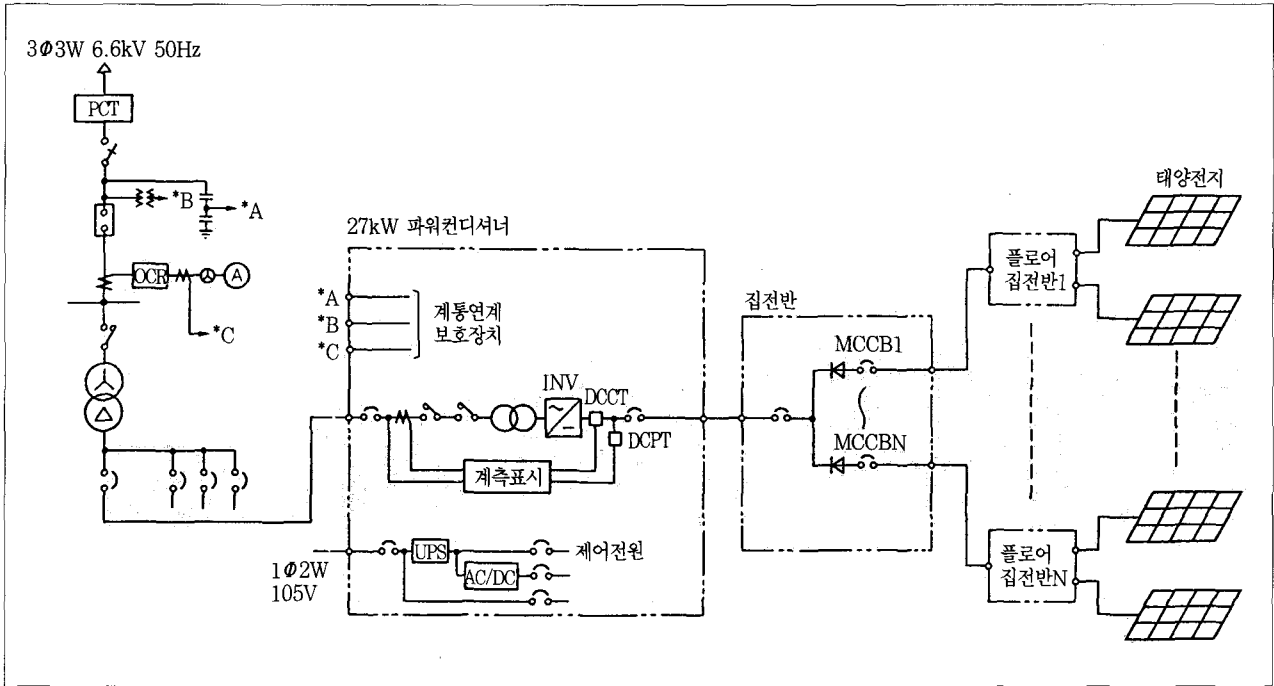 3Φ3W 6.6kV 50Hz
PCT
*B
*A
OCR
A
*C
27kW 파워컨디셔너
*A
*B
*C
계통연계
보호장치
INV
DCCT
DCPT
계측표시
1Φ2W
105V
UPS
AC/DC
제어전원
집전반
MCCB1
MCCBN
플로어
집전반1
플로어
집전반N
태양전지